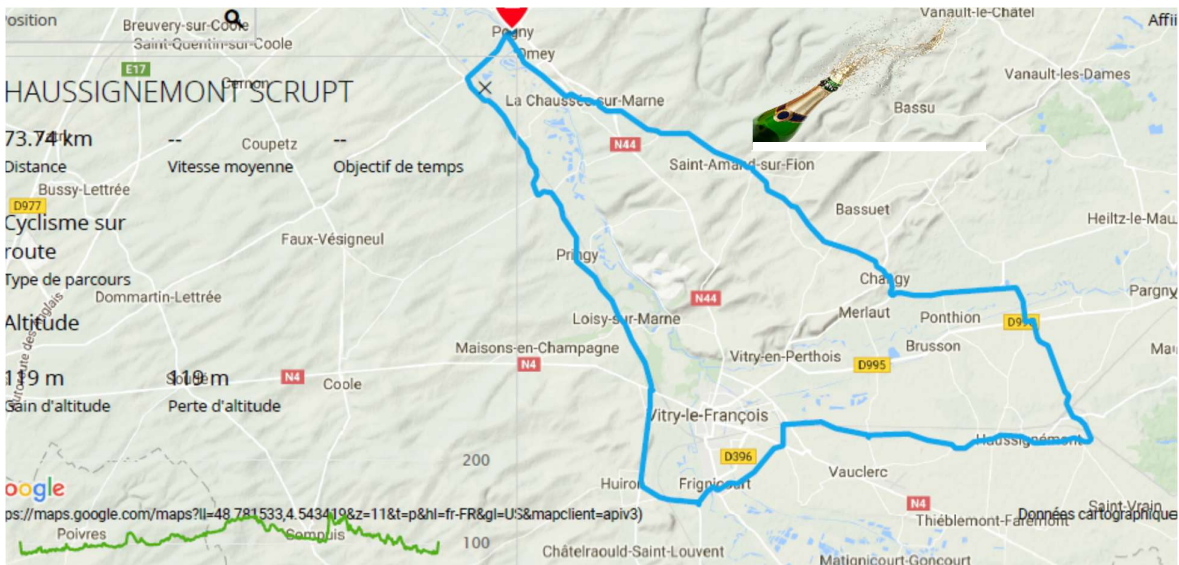 osition
Breuvery-sur-Coole
Saint-Quentin-sur-Coole
Pogny
Omey
Vanault-le-Châtel
Affi
E17
Cernon
HAUSSIGNEMONT SCRUPT
La Chaussée-sur-Marne
Vanault-les-Dames
Bassu
73.74 km
--
--
Coupetz
N44
Distance
Vitesse moyenne
Objectif de temps
Saint-Amand-sur-Fion
Bussy-Lettrée
D977
Cyclisme sur
route
Bassuet
Heiltz-le-Mau
Faux-Vésigneul
Type de parcours
Pringy
Changy
Dommartin-Lettrée
N44
Pargny
Altitude
Loisy-sur-Marne
Merlaut
Ponthion
Maisons-en-Champagne
N4
Vitry-en-Perthois
D995
Brusson
119 m
119 m
N4
Coole
Gain d'altitude
Perte d'altitude
Vitry-le-François
Haussignémont
200
D396
Vauclerc
oogle
Huiron
Frignicourt
N4
Saint-Vrain
ps://maps.google.com/maps?ll=48.781533,4.543419&z=11&t=p&hl=fr-FR&gl=US&mapclient=apiv3)
Thiéblemont-Farémont
Données cartographique
Poivres
Sompuis
100
Châtelraould-Saint-Louvent
Matignicourt-Goncourt